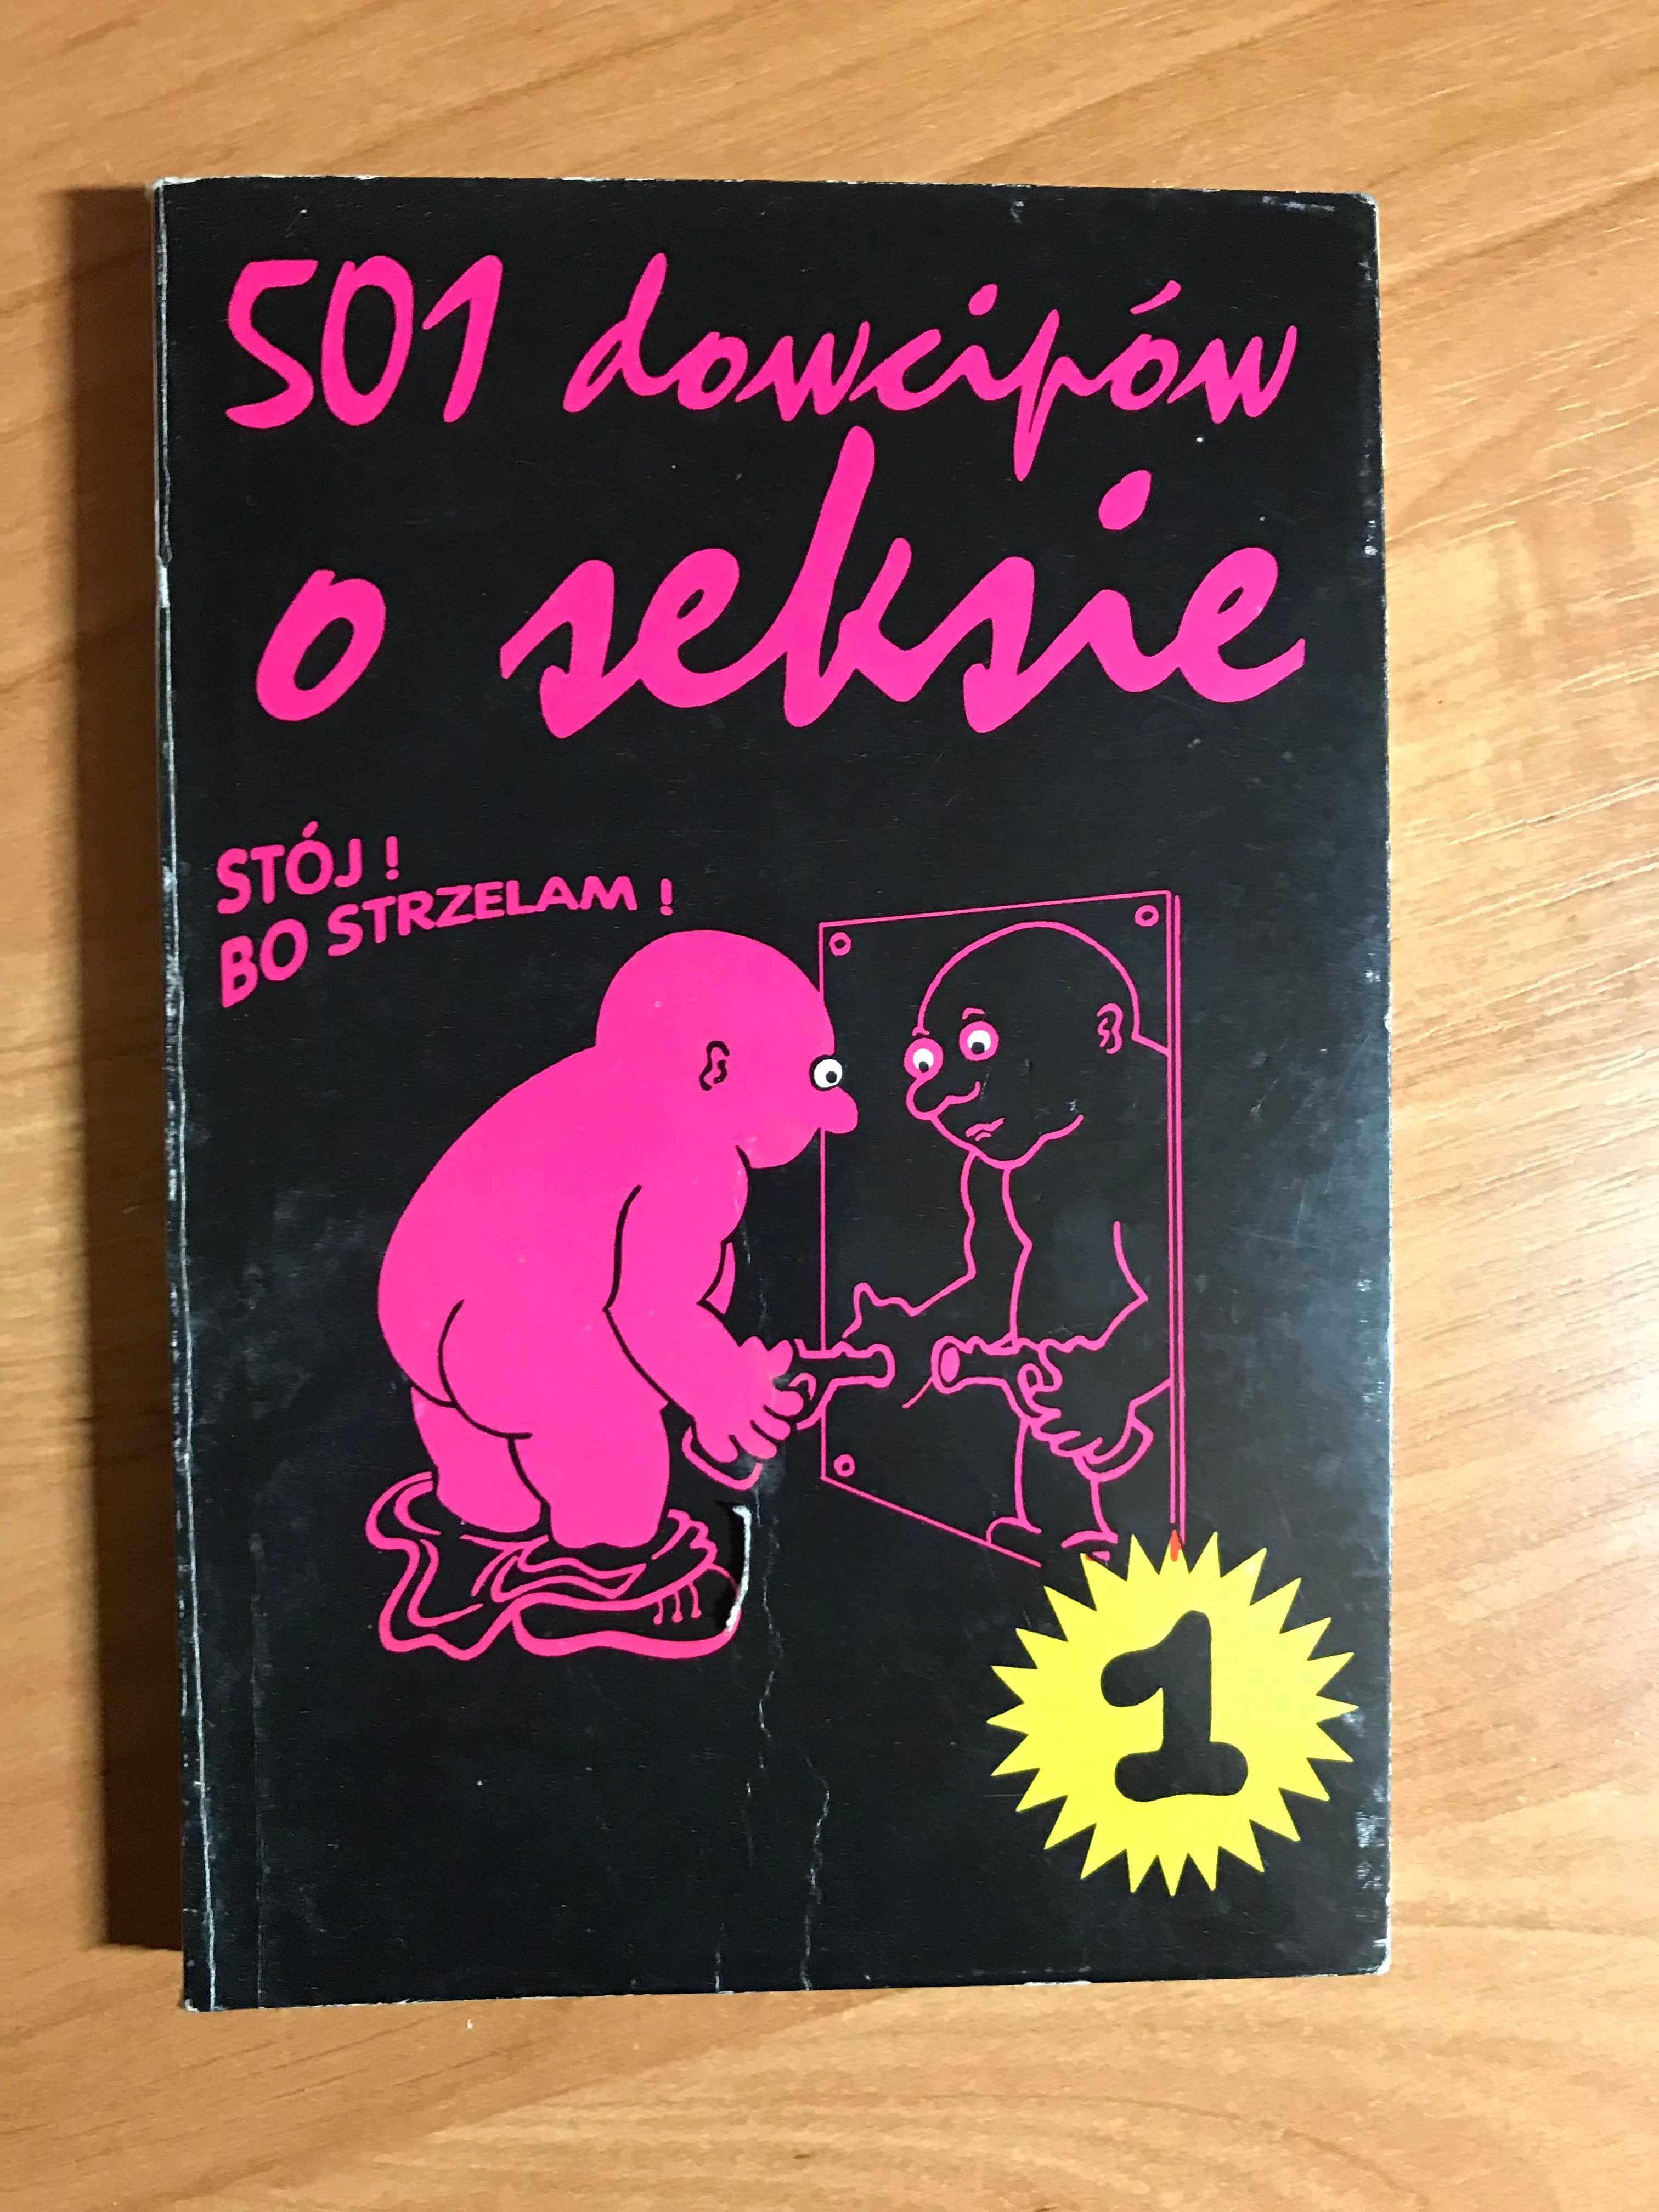 501 dowcipów
o seksie
STÓJ !
BO STRZELAM !
1